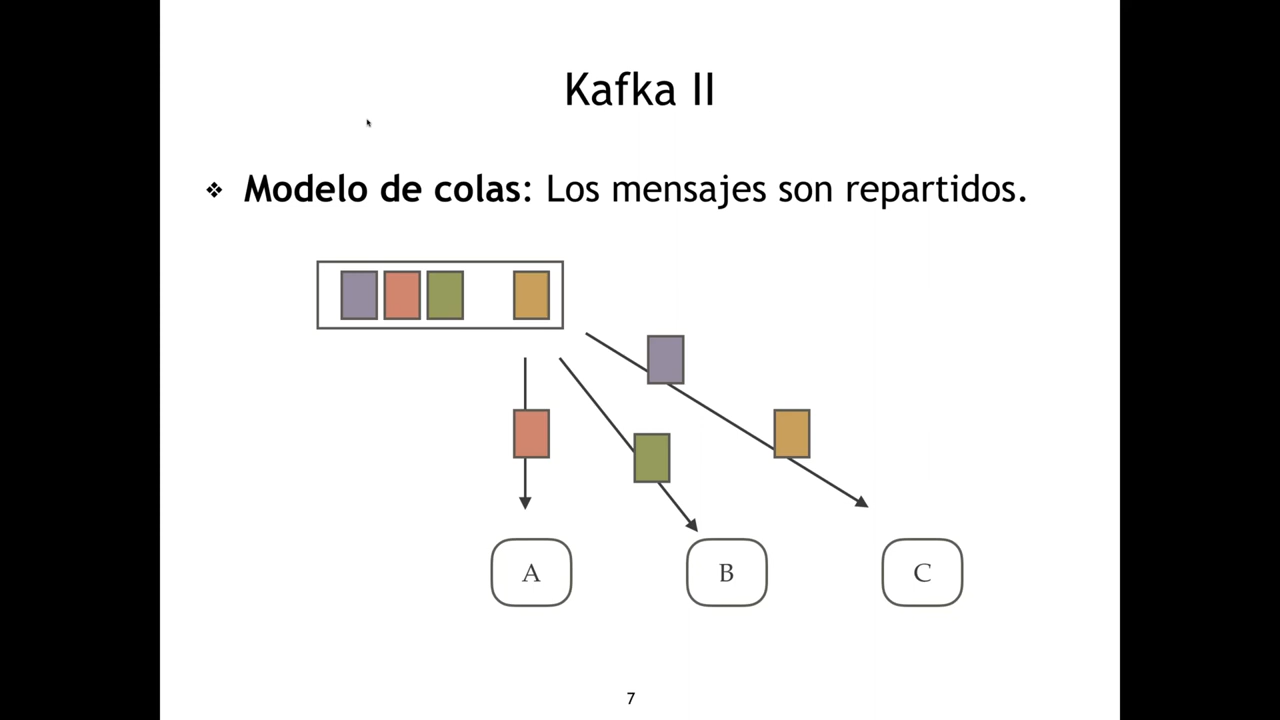 Kafka II
❖ Modelo de colas: Los mensajes son repartidos.
A
B
C
7